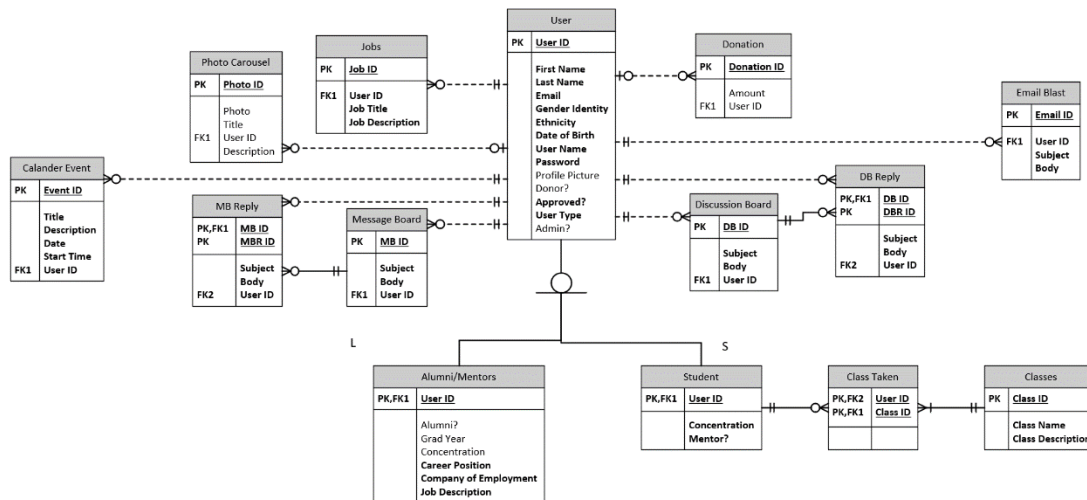 User
PK User ID
First Name
Last Name
Email
Gender Identity
Ethnicity
Date of Birth
User Name
Password
Profile Picture
Donor?
Approved?
User Type
Admin?
Jobs
PK Job ID
FK1 User ID
Job Title
Job Description
Donation
PK Donation ID
Amount
FK1 User ID
Photo Carousel
PK Photo ID
Photo
Title
FK1 User ID
Description
Email Blast
PK Email ID
FK1 User ID
Subject
Body
Calander Event
PK Event ID
Title
Description
Date
Start Time
FK1 User ID
MB Reply
PK,FK1 MB ID
PK MBR ID
Subject
Body
FK2 User ID
Message Board
PK MB ID
Subject
Body
FK1 User ID
Discussion Board
PK DB ID
Subject
Body
FK1 User ID
DB Reply
PK,FK1 DB ID
PK DBR ID
Subject
Body
FK2 User ID
L
S
Alumni/Mentors
PK,FK1 User ID
Alumni?
Grad Year
Concentration
Career Position
Company of Employment
Job Description
Student
PK,FK1 User ID
Concentration
Mentor?
Class Taken
PK,FK2 User ID
PK,FK1 Class ID
Classes
PK Class ID
Class Name
Class Description